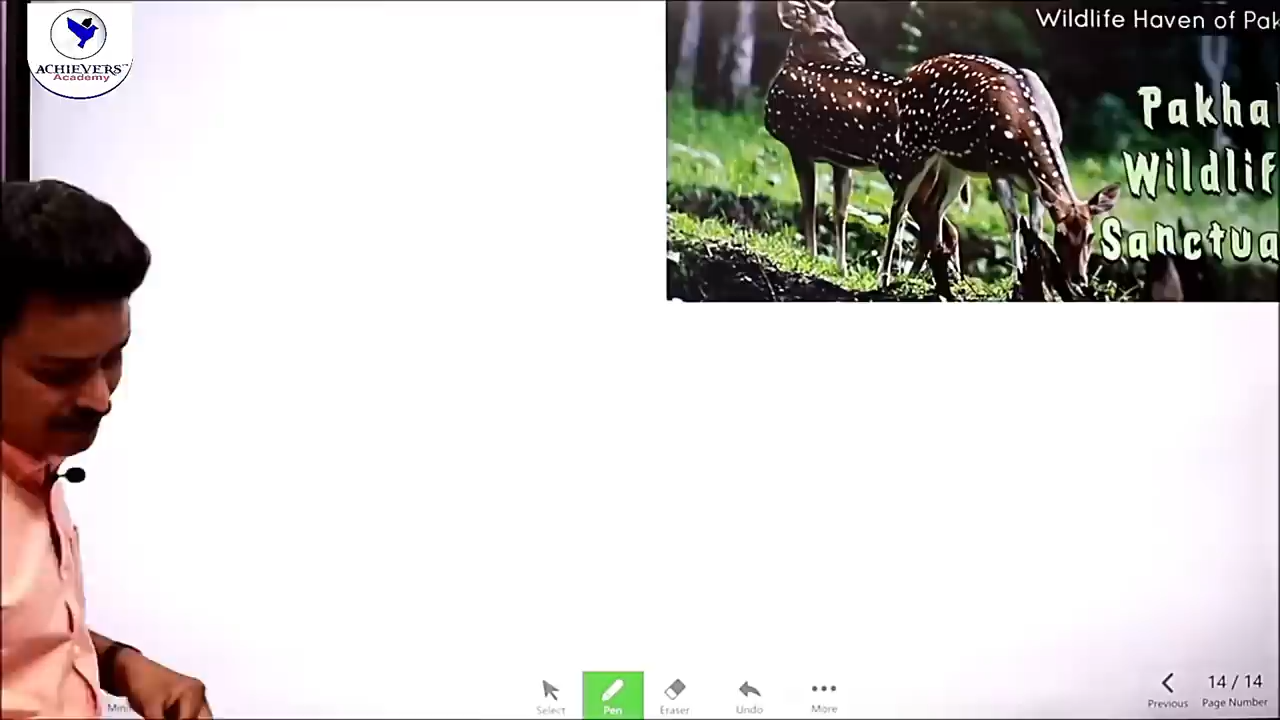 ACHIEVERS
Academy
Wildlife Haven of Pak
Pakhal
Wildlif
Sanctua
Select
Pen
Eraser
Undo
More
Previous
14 / 14
Page Number